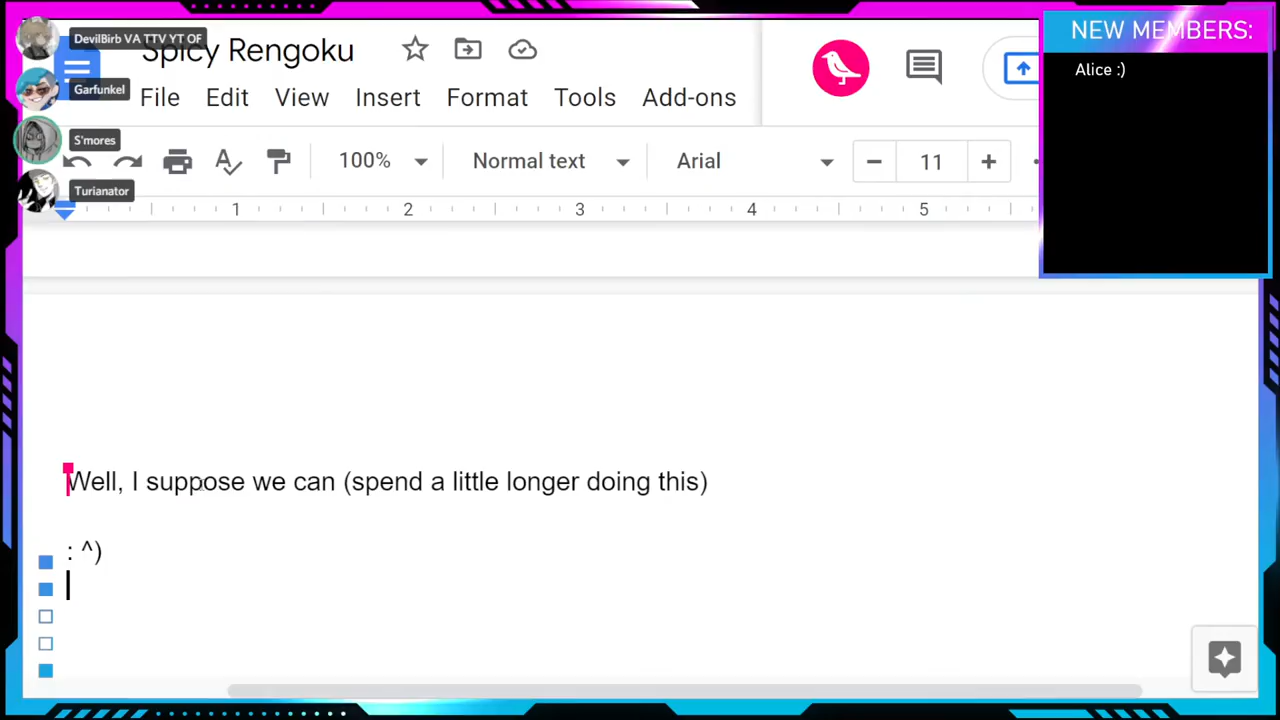 DevilBirb VA TTV YT OF
Spicy Rengoku
NEW MEMBERS:
Alice :)
Garfunkel
File Edit View Insert Format Tools Add-ons
S'mores
100% Normal text Arial 11
Turianator
1 2 3 4 5
Well, I suppose we can (spend a little longer doing this)
: ^)